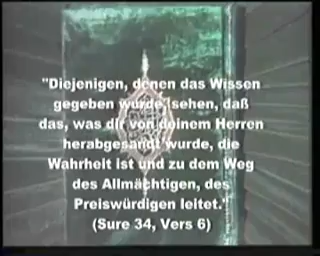 "Diejenigen, denen das Wissen
gegeben wurde, sehen, daß
das, was dir von deinem Herren
herabgesandt wurde, die
Wahrheit ist und zu dem Weg
des Allmächtigen, des
Preiswürdigen leitet."
(Sure 34, Vers 6)